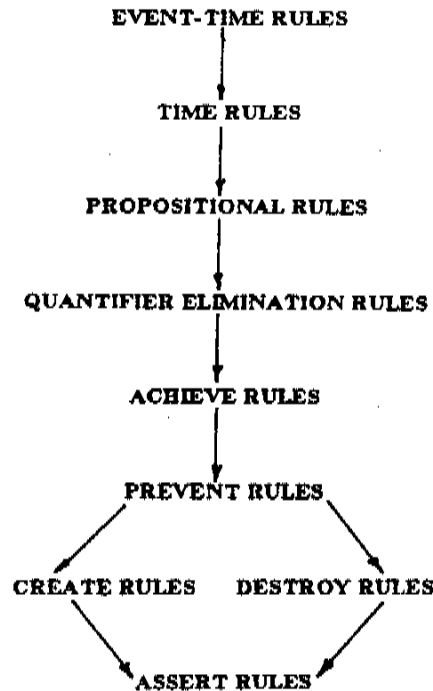 EVENT-TIME RULES
TIME RULES
PROPOSITIONAL RULES
QUANTIFIER ELIMINATION RULES
ACHIEVE RULES
PREVENT RULES
CREATE RULES DESTROY RULES
ASSERT RULES